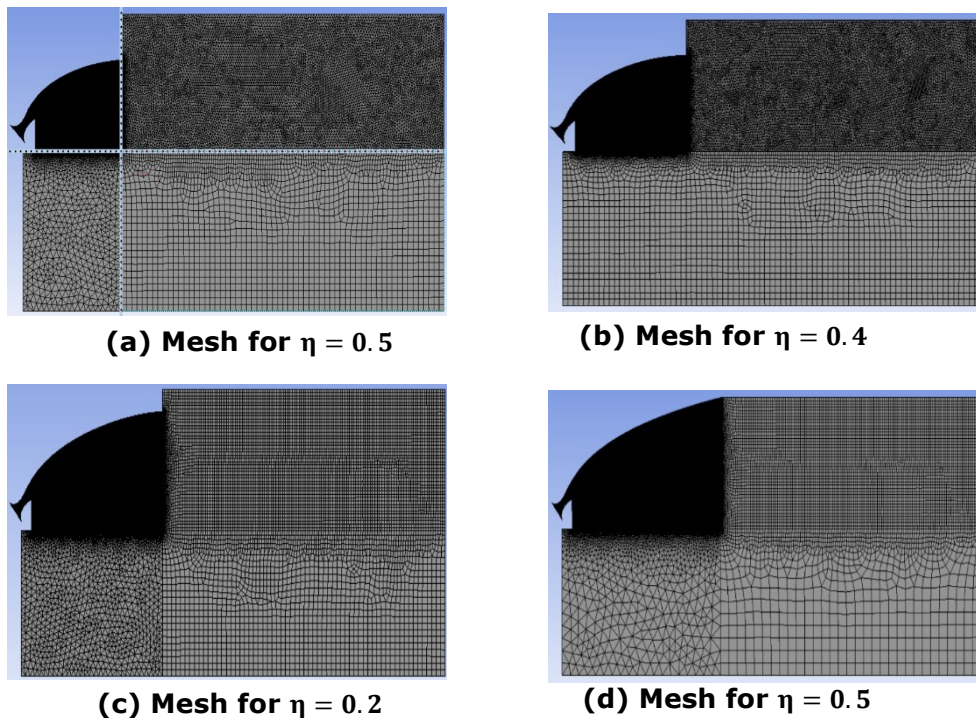 (a) Mesh for η = 0.5
(b) Mesh for η = 0.4
(c) Mesh for η = 0.2
(d) Mesh for η = 0.5